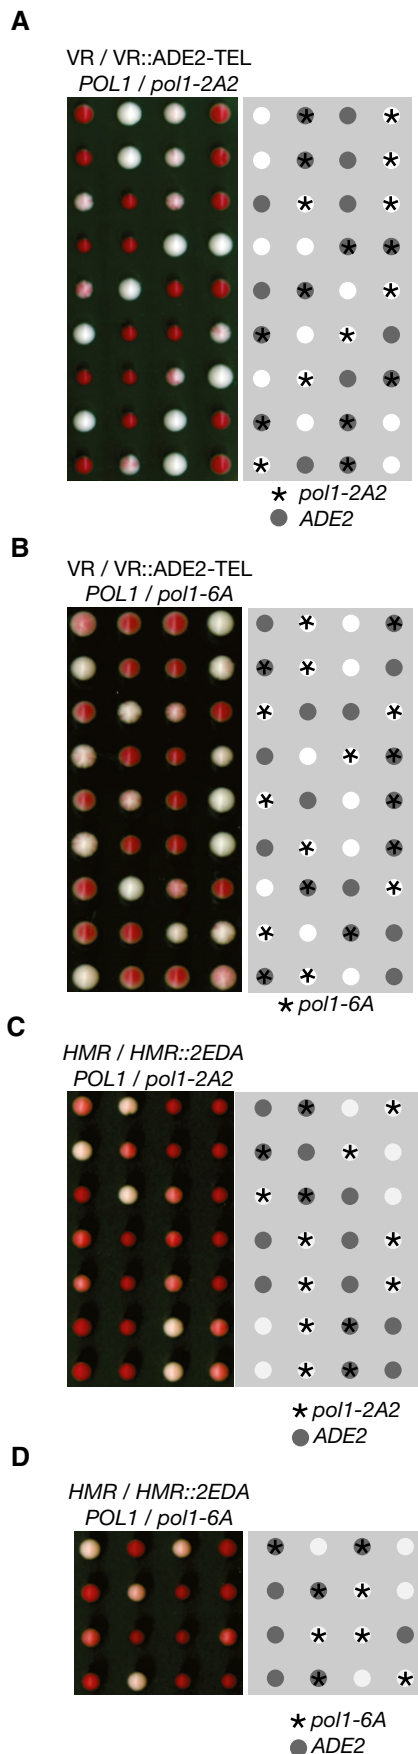 A
VR / VR::ADE2-TEL
POL1 / pol1-2A2
* pol1-2A2
ADE2
B
VR / VR::ADE2-TEL
POL1 / pol1-6A
* pol1-6A
C
HMR / HMR::2EDA
POL1 / pol1-2A2
* pol1-2A2
ADE2
D
HMR / HMR::2EDA
POL1 / pol1-6A
* pol1-6A
ADE2